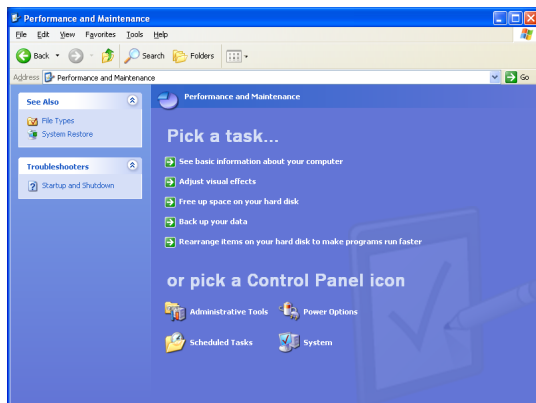 Performance and Maintenance
File Edit View Favorites Tools Help
Back Search Folders
Address Performance and Maintenance Go
See Also
File Types
System Restore
Troubleshooters
Startup and Shutdown
Performance and Maintenance
Pick a task...
See basic information about your computer
Adjust visual effects
Free up space on your hard disk
Back up your data
Rearrange items on your hard disk to make programs run faster
or pick a Control Panel icon
Administrative Tools Power Options
Scheduled Tasks System